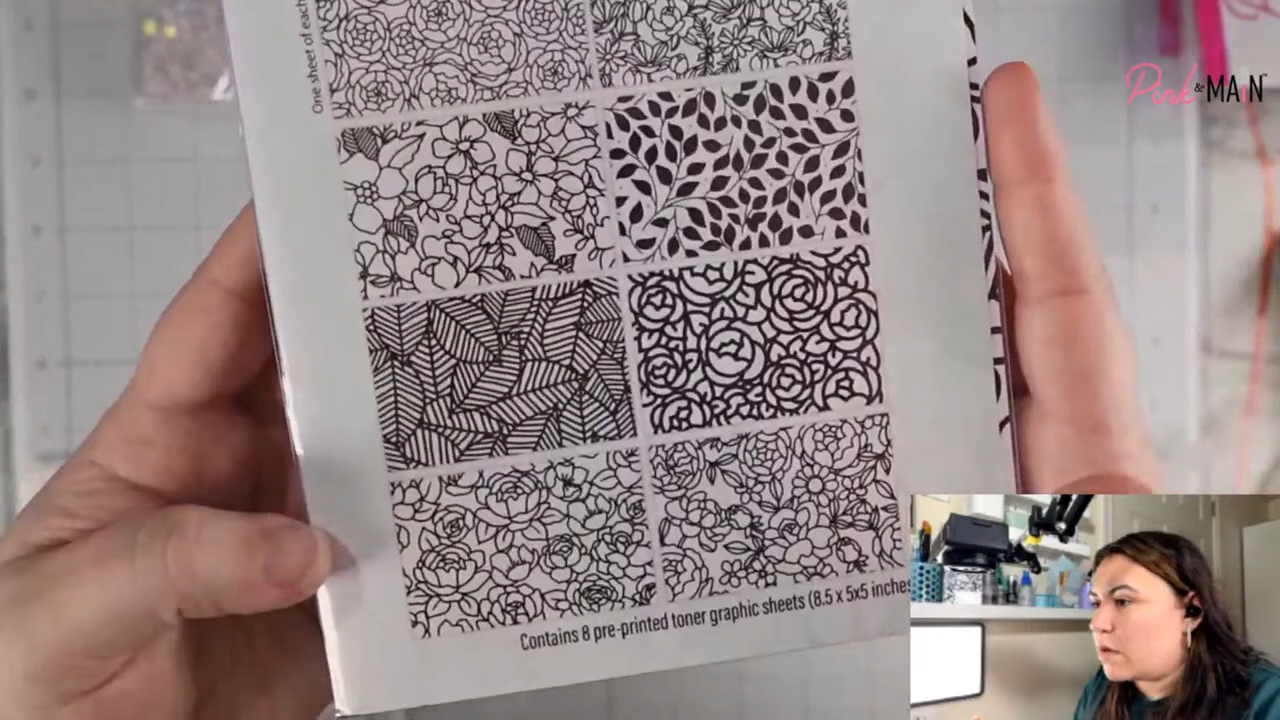 One sheet of each
Pink & MAIN
Contains 8 pre-printed toner graphic sheets (8.5 x 5x5 inches